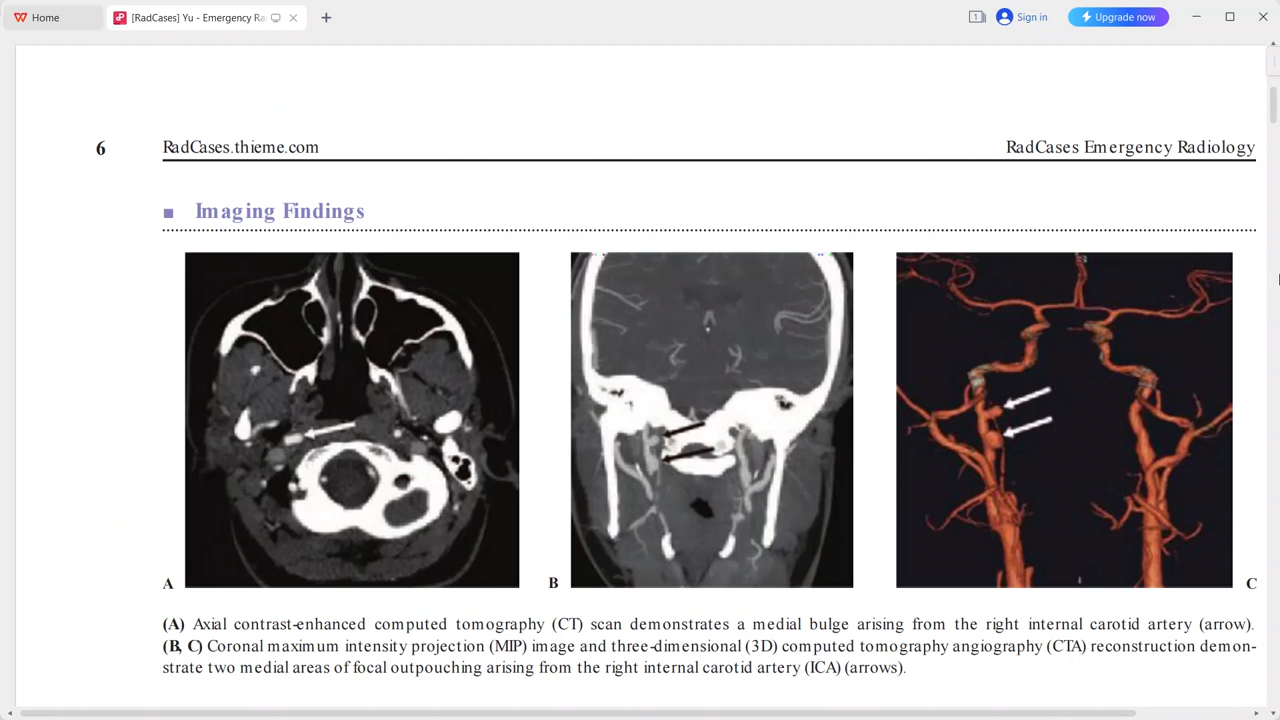 Home
[RadCases] Yu - Emergency Ra
1
Sign in
Upgrade now
6
RadCases.thieme.com
RadCases Emergency Radiology
Imaging Findings
A
B
C
(A) Axial contrast-enhanced computed tomography (CT) scan demonstrates a medial bulge arising from the right internal carotid artery (arrow).
(B, C) Coronal maximum intensity projection (MIP) image and three-dimensional (3D) computed tomography angiography (CTA) reconstruction demon-
strate two medial areas of focal outpouching arising from the right internal carotid artery (ICA) (arrows).